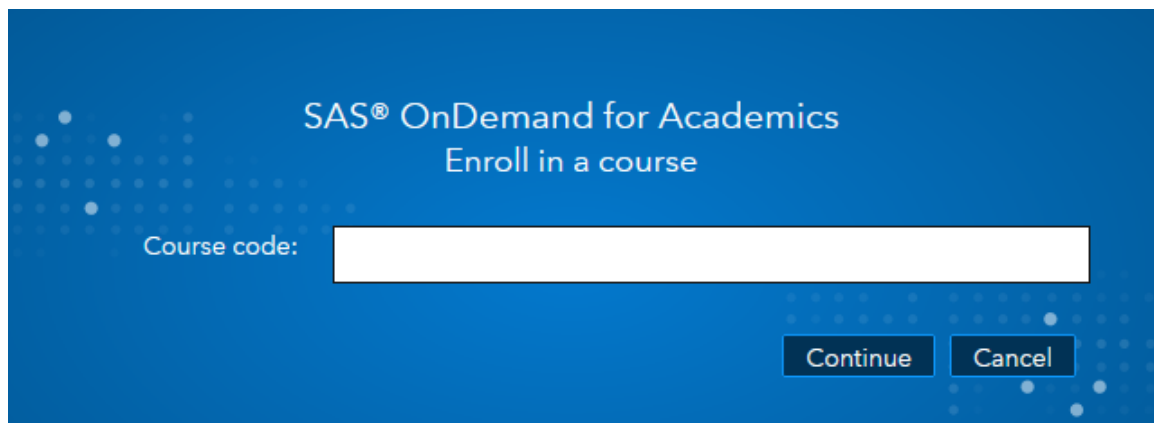 SAS® OnDemand for Academics
Enroll in a course
Course code:
Continue Cancel